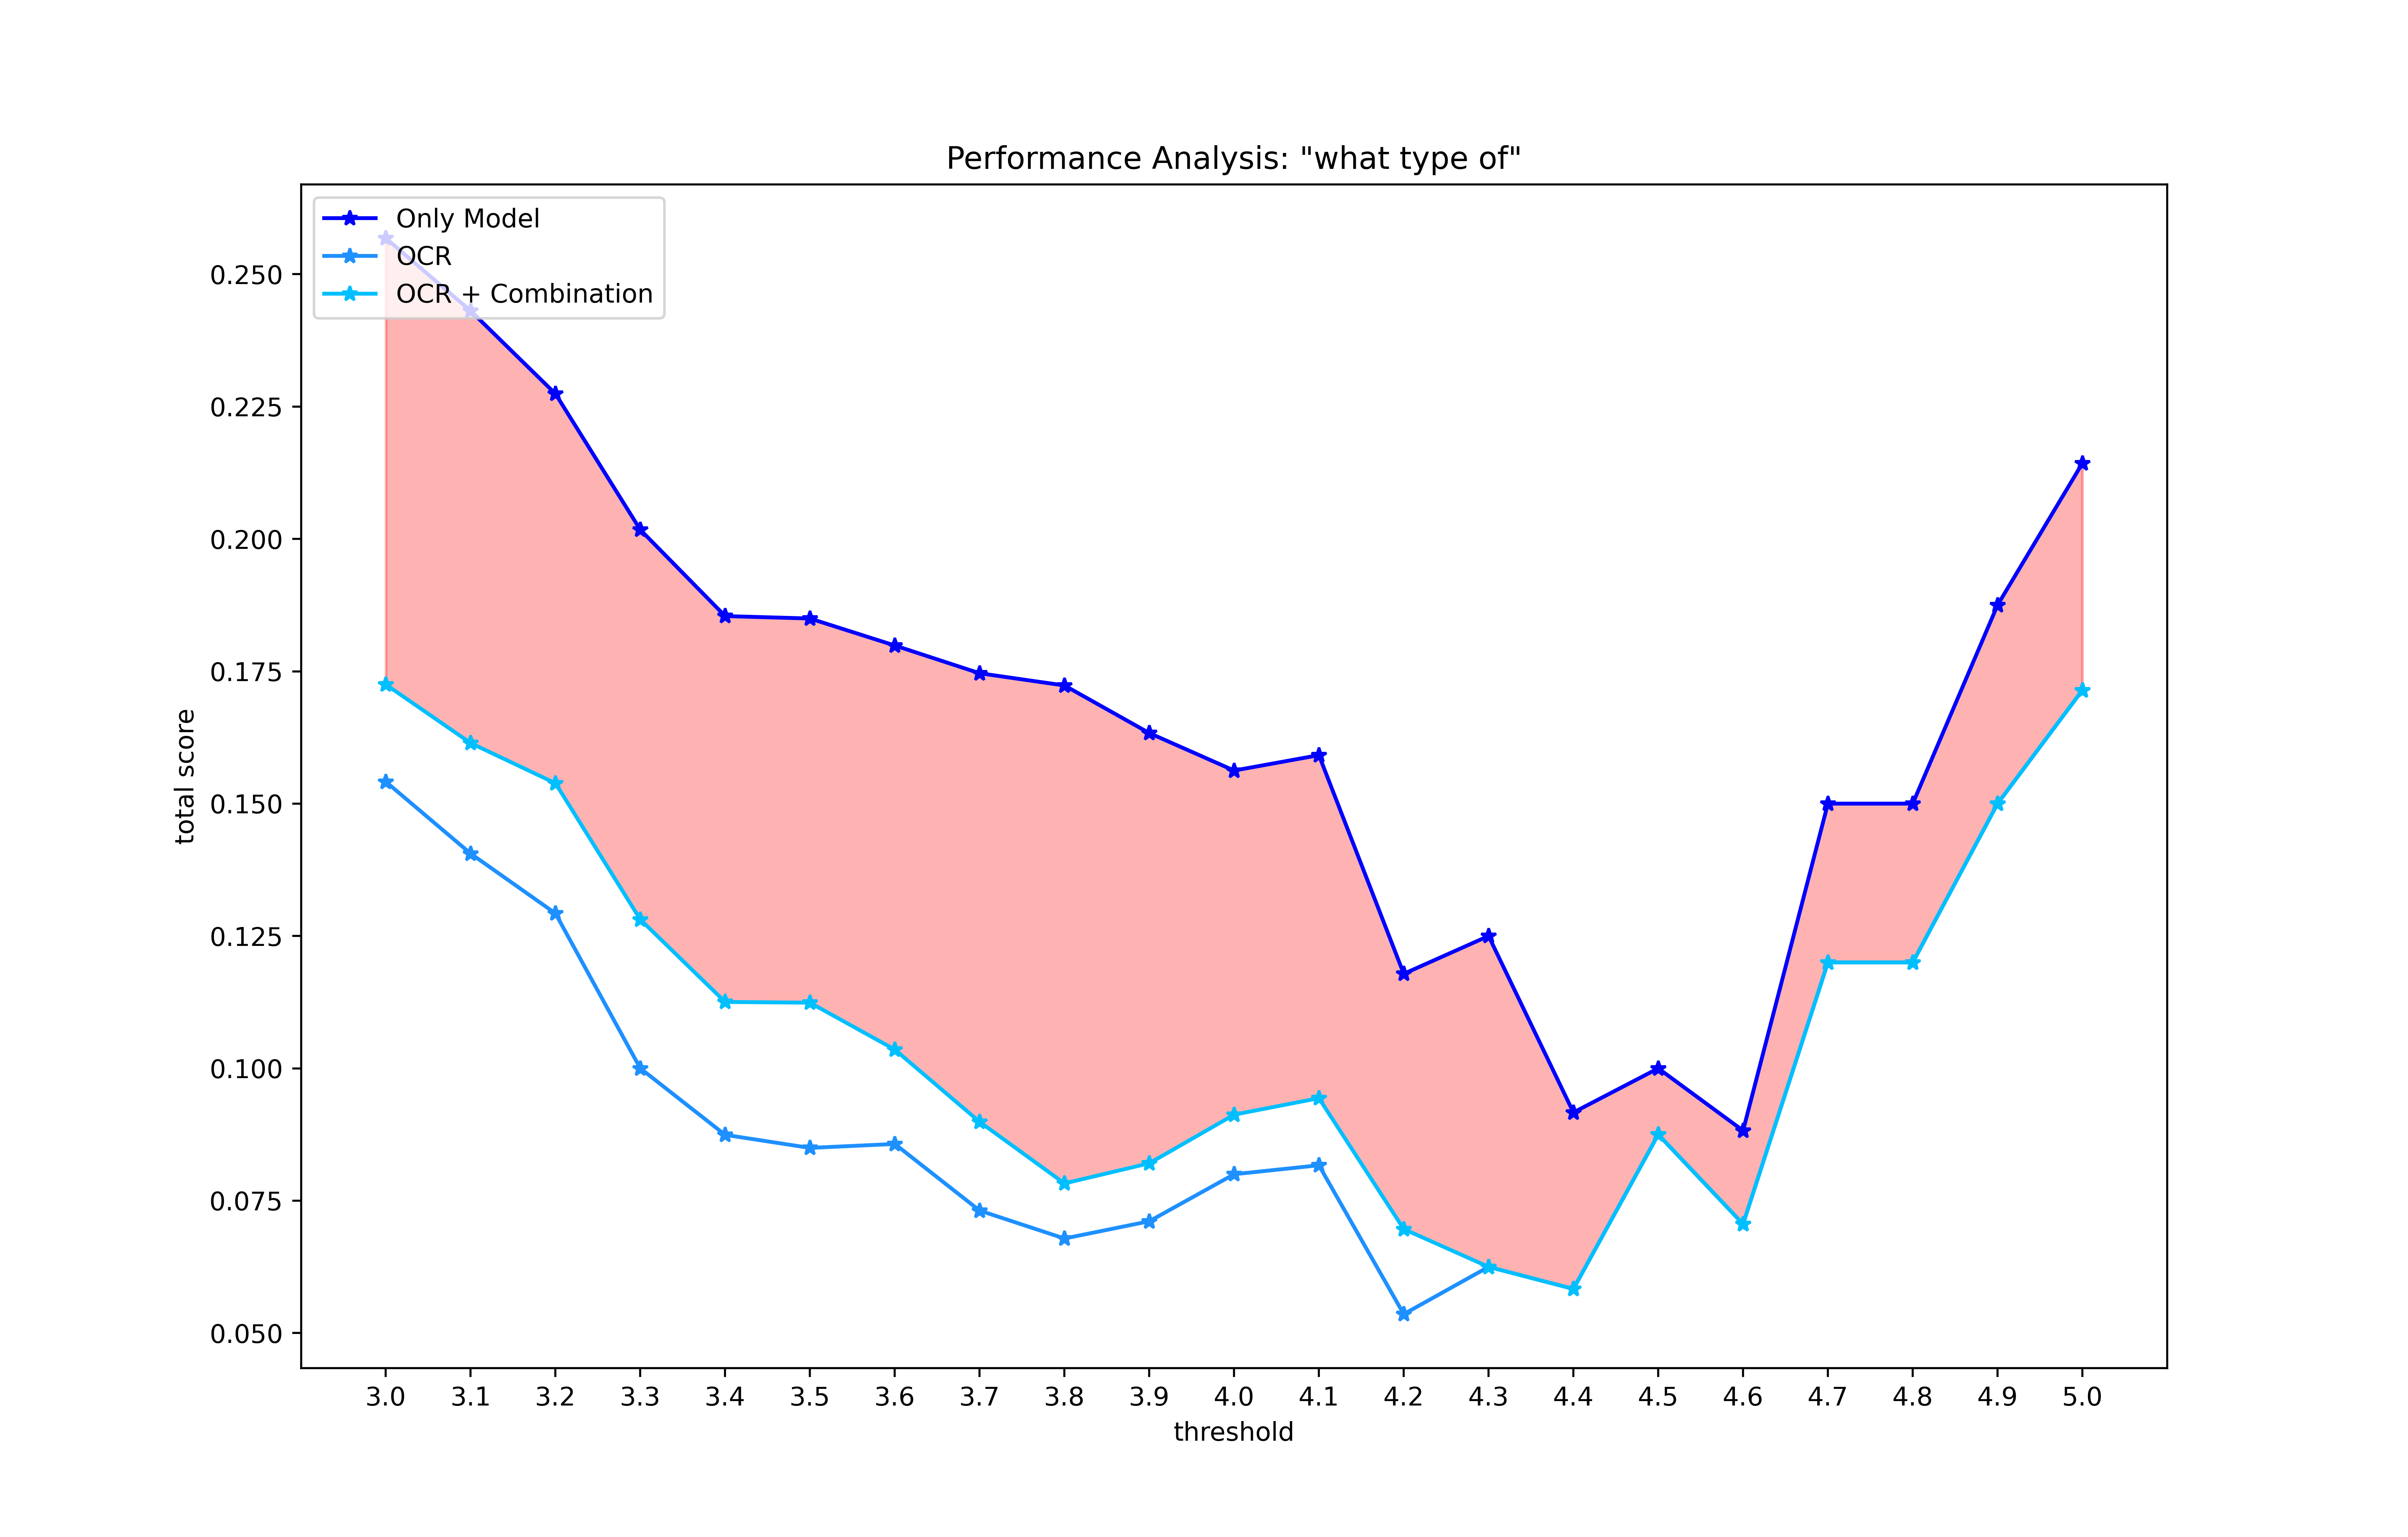 Performance Analysis: "what type of"
Only Model
OCR
OCR + Combination
total score
0.250
0.225
0.200
0.175
0.150
0.125
0.100
0.075
0.050
3.0 3.1 3.2 3.3 3.4 3.5 3.6 3.7 3.8 3.9 4.0 4.1 4.2 4.3 4.4 4.5 4.6 4.7 4.8 4.9 5.0
threshold